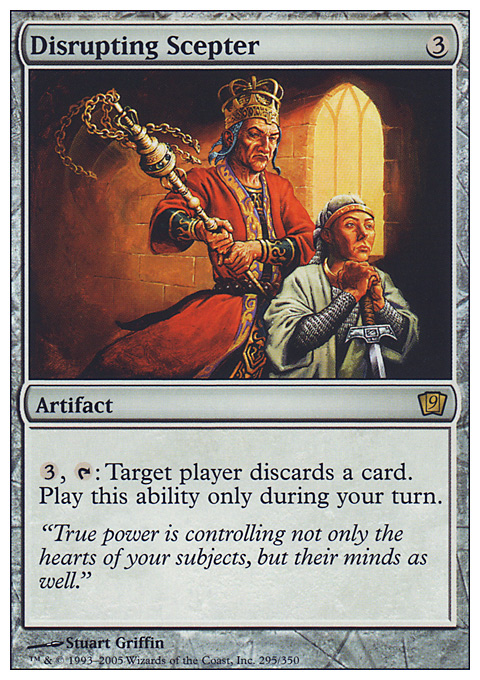 Disrupting Scepter 3
Artifact 9
3, : Target player discards a card.
Play this ability only during your turn.
“True power is controlling not only the
hearts of your subjects, but their minds as
well.”
Stuart Griffin
™ & © 1993–2005 Wizards of the Coast, Inc. 295/350